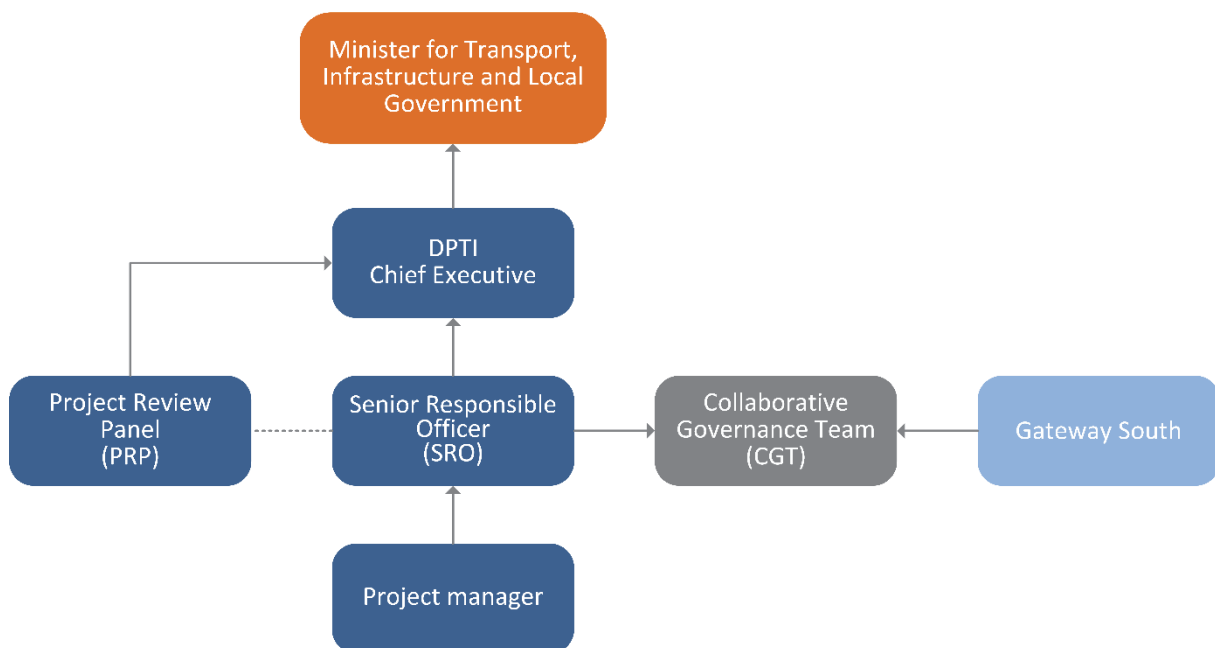 Minister for Transport,
Infrastructure and Local
Government
DPTI
Chief Executive
Project Review
Panel
(PRP)
Senior Responsible
Officer
(SRO)
Collaborative
Governance Team
(CGT)
Gateway South
Project manager